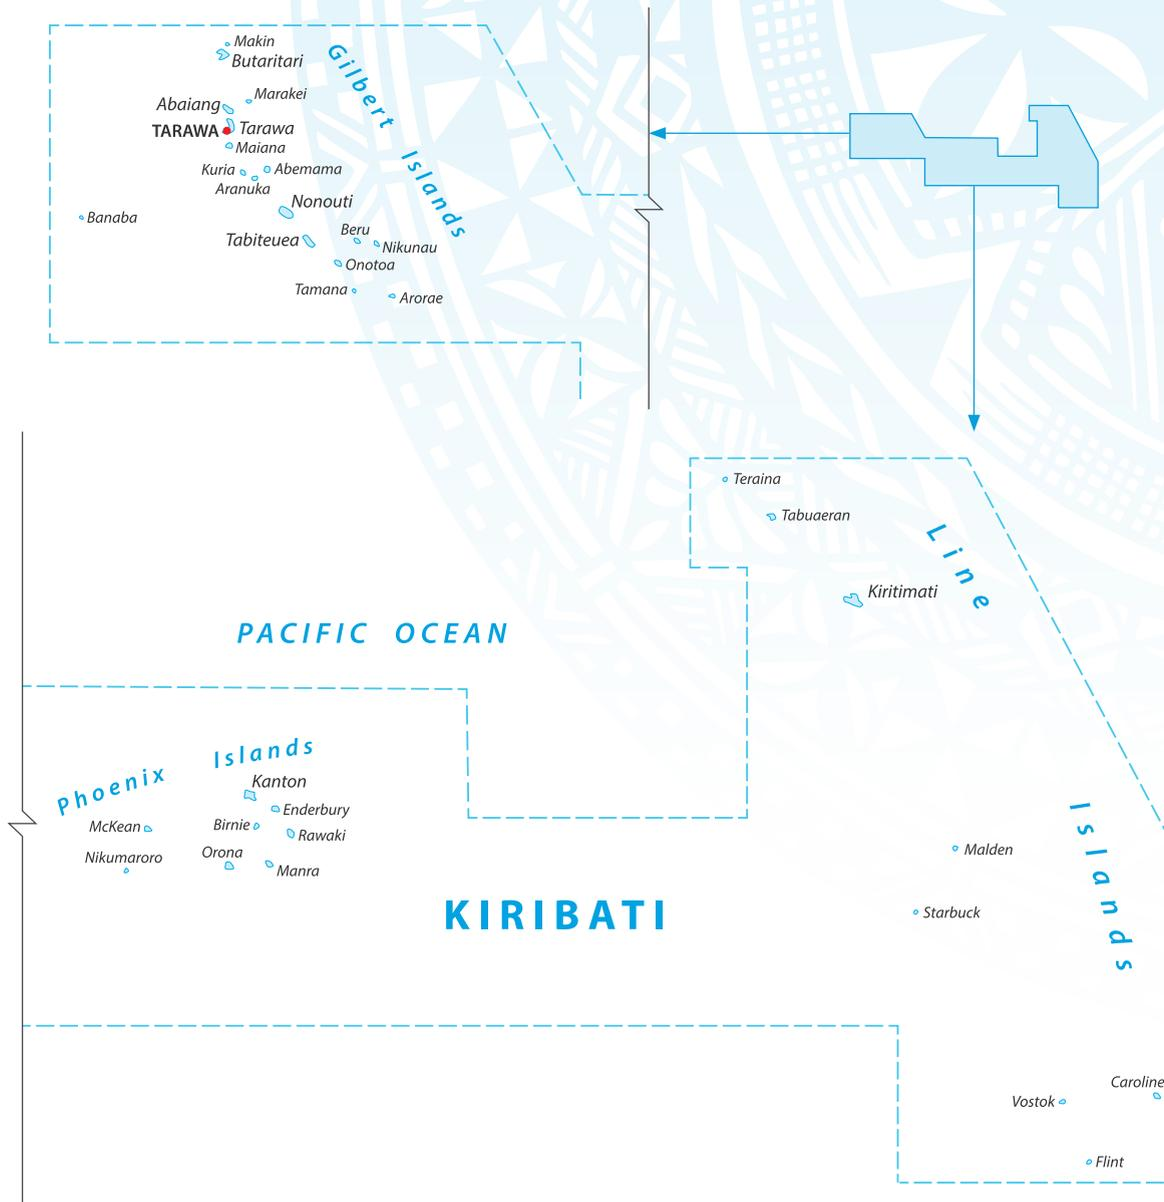 Makin
Butaritari
Gilbert Islands
Marakei
Abaiang
TARAWA
Tarawa
Maiana
Kuria
Abemama
Aranuka
Nonouti
Banaba
Beru
Tabiteuea
Nikunau
Onotoa
Tamana
Arorae
Teraina
Tabuaeran
Line
Kiritimati
PACIFIC OCEAN
Phoenix Islands
Kanton
Enderbury
McKean
Birnie
Rawaki
Nikumaroro
Orona
Manra
Islands
Malden
KIRIBATI
Starbuck
Caroline
Vostok
Flint